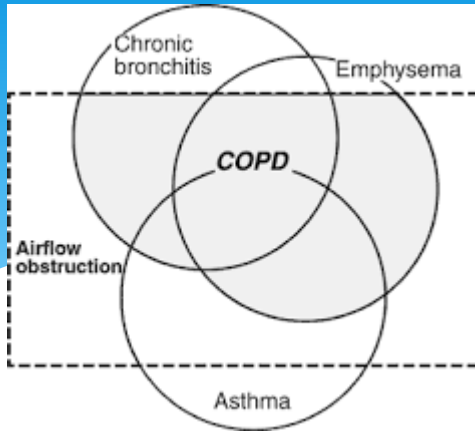 Chronic
bronchitis
Emphysema
COPD
Airflow
obstruction
Asthma